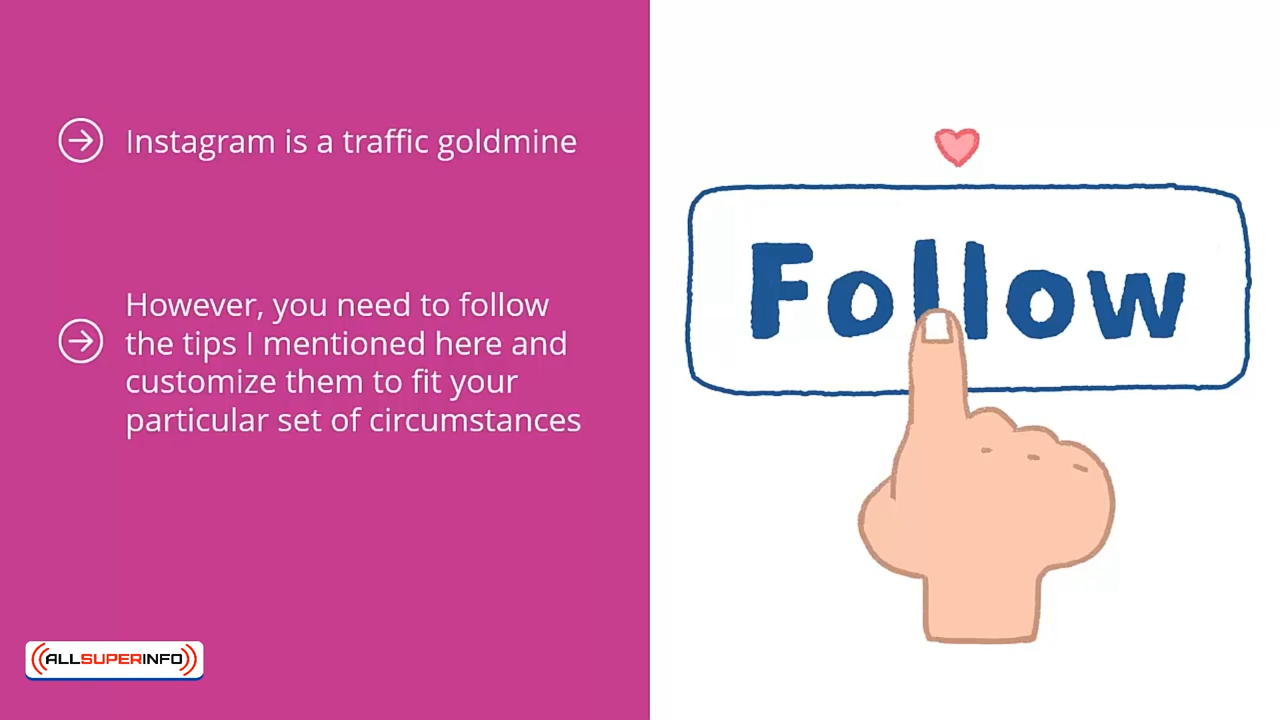 Instagram is a traffic goldmine
However, you need to follow
the tips I mentioned here and
customize them to fit your
particular set of circumstances
Follow
ALLSUPERINFO